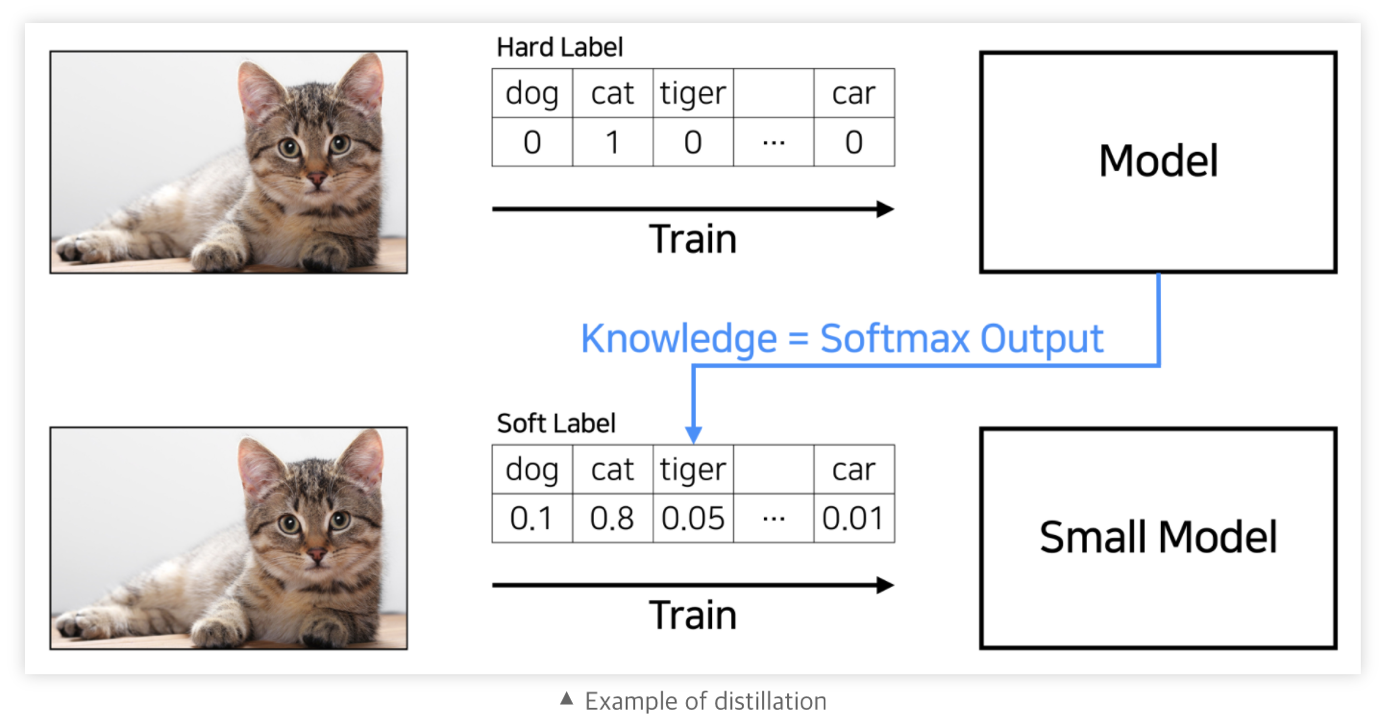 Hard Label
dog cat tiger car
0 1 0 ... 0
Train
Model
Knowledge = Softmax Output
Soft Label
dog cat tiger car
0.1 0.8 0.05 ... 0.01
Train
Small Model
▲ Example of distillation